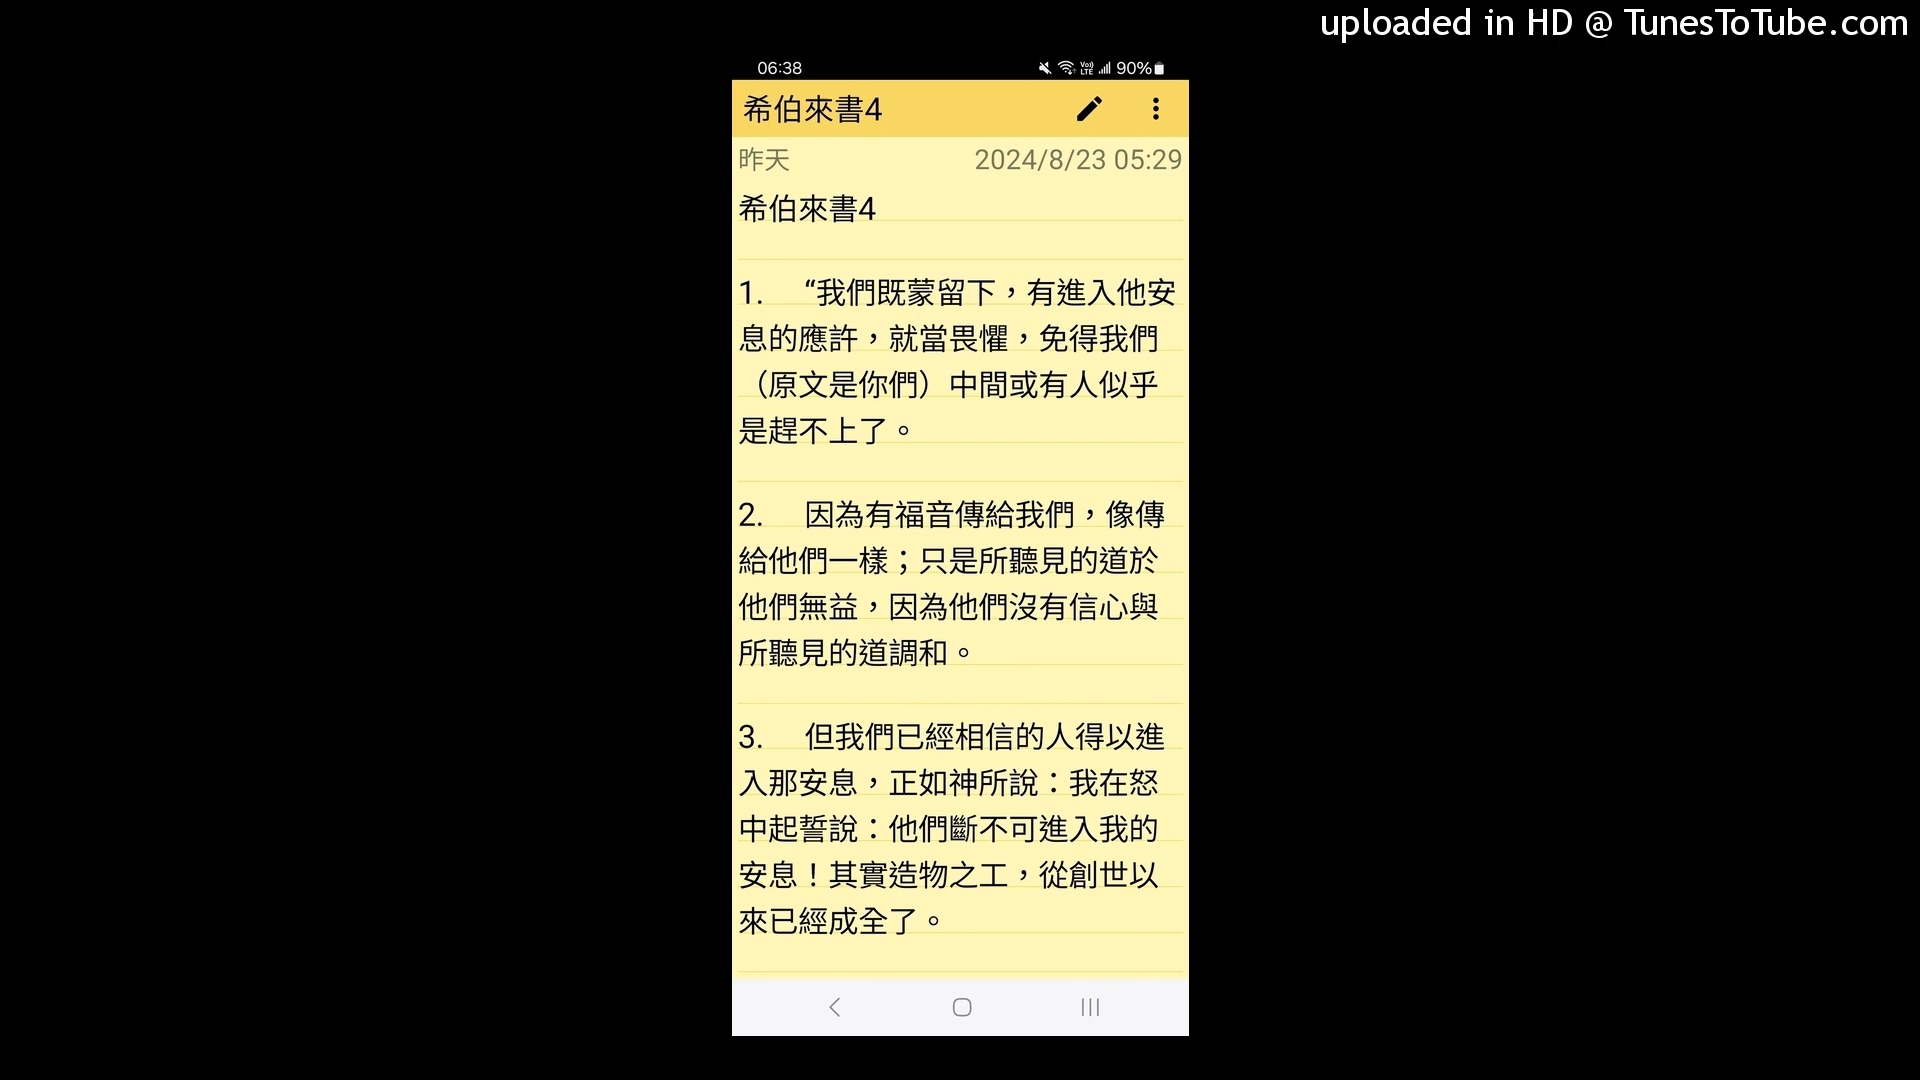 uploaded in HD @ TunesToTube.com
06:38 90%
希伯來書4
昨天 2024/8/23 05:29
希伯來書4
1. “我們既蒙留下，有進入他安
息的應許，就當畏懼，免得我們
（原文是你們）中間或有人似乎
是趕不上了。
2. 因為有福音傳給我們，像傳
給他們一樣；只是所聽見的道於
他們無益，因為他們沒有信心與
所聽見的道調和。
3. 但我們已經相信的人得以進
入那安息，正如神所說：我在怒
中起誓說：他們斷不可進入我的
安息！其實造物之工，從創世以
來已經成全了。